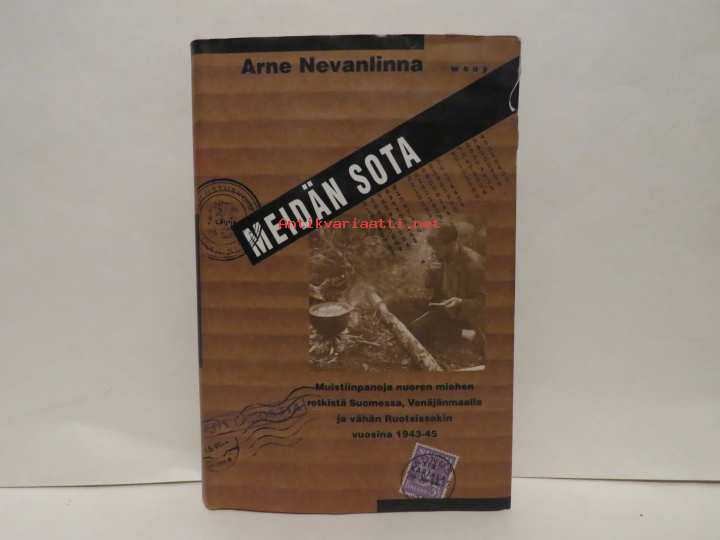 Arne Nevanlinna
wsoy
MEIDÄN SOTA
Antikvariaatti.net
Muistiinpanoja nuoren miehen
retkistä Suomessa, Venäjänmaalla
ja vähän Ruotsissakin
vuosina 1943-45